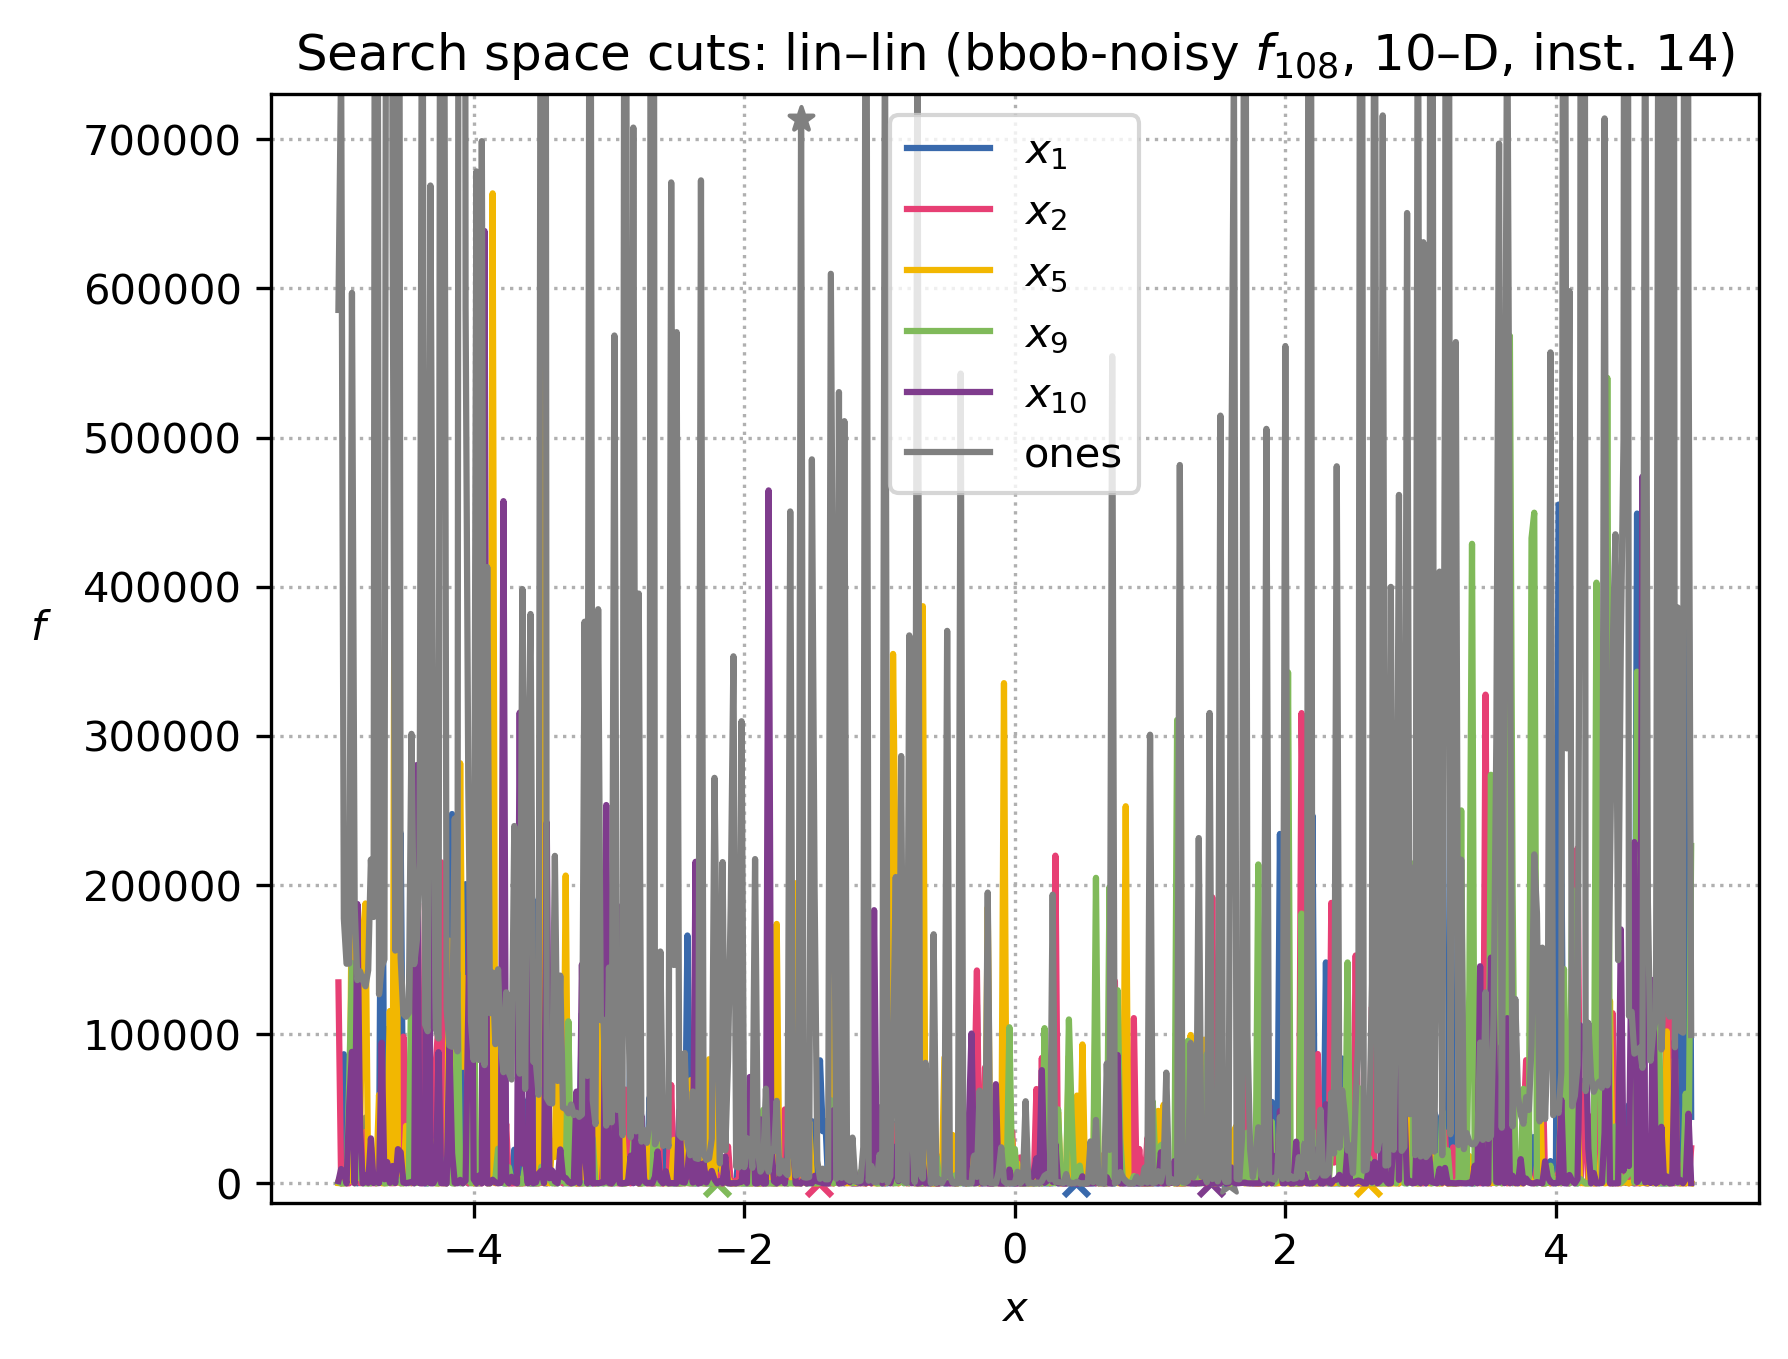 Search space cuts: lin–lin (bbob-noisy f₁₀₈, 10–D, inst. 14)
700000
600000
500000
400000
300000
200000
100000
0
f
x₁
x₂
x₅
x₉
x₁₀
ones
−4
−2
0
2
4
x